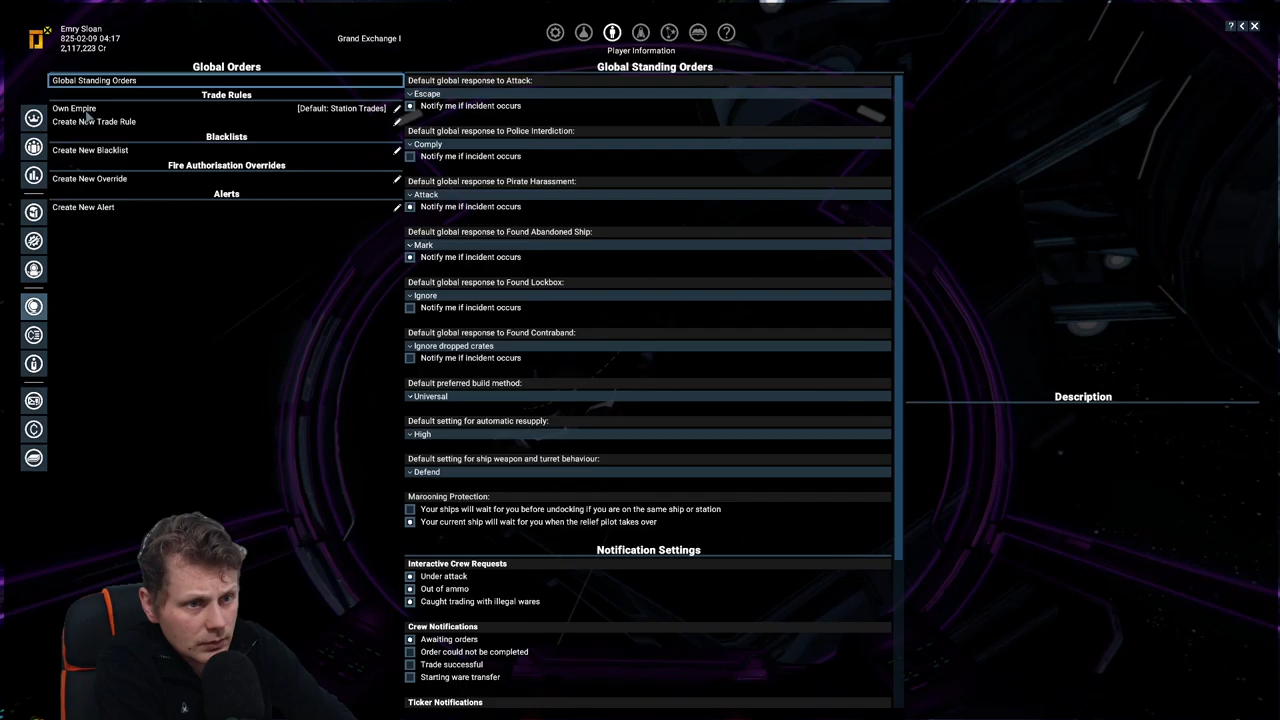 Emry Sloan
825-02-09 04:17
2,117,223 Cr
Grand Exchange I
Player Information
?
Global Orders
Global Standing Orders
Trade Rules
Own Empire [Default: Station Trades]
Create New Trade Rule
Blacklists
Create New Blacklist
Fire Authorisation Overrides
Create New Override
Alerts
Create New Alert
Global Standing Orders
Default global response to Attack:
Escape
Notify me if incident occurs
Default global response to Police Interdiction:
Comply
Notify me if incident occurs
Default global response to Pirate Harassment:
Attack
Notify me if incident occurs
Default global response to Found Abandoned Ship:
Mark
Notify me if incident occurs
Default global response to Found Lockbox:
Ignore
Notify me if incident occurs
Default global response to Found Contraband:
Ignore dropped crates
Notify me if incident occurs
Default preferred build method:
Universal
Default setting for automatic resupply:
High
Default setting for ship weapon and turret behaviour:
Defend
Marooning Protection:
Your ships will wait for you before undocking if you are on the same ship or station
Your current ship will wait for you when the relief pilot takes over
Notification Settings
Interactive Crew Requests
Under attack
Out of ammo
Caught trading with illegal wares
Crew Notifications
Awaiting orders
Order could not be completed
Trade successful
Starting ware transfer
Ticker Notifications
Description